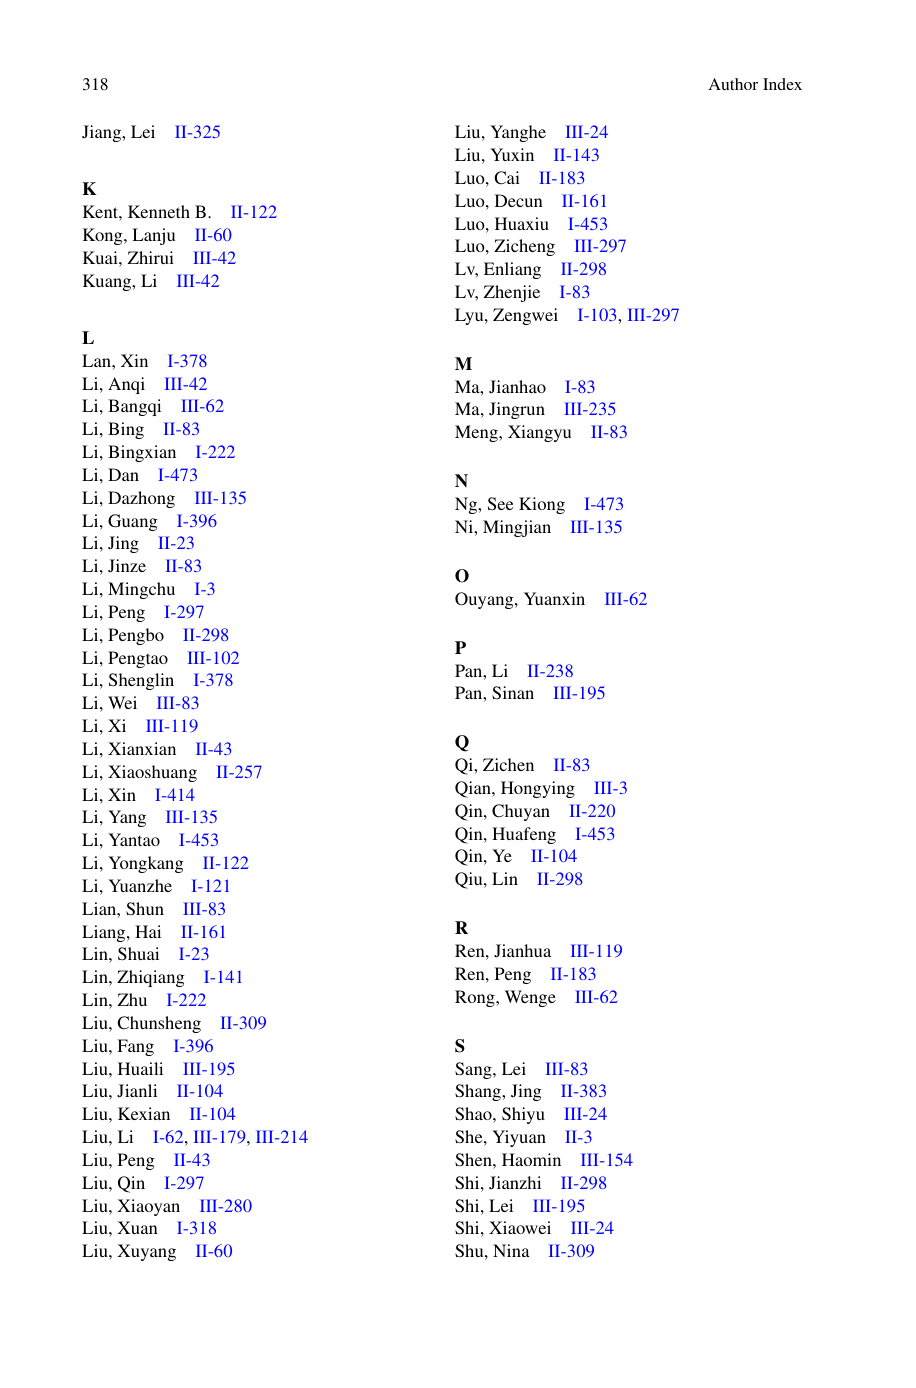 318 Author Index
Jiang, Lei II-325
K
Kent, Kenneth B. II-122
Kong, Lanju II-60
Kuai, Zhirui III-42
Kuang, Li III-42
L
Lan, Xin I-378
Li, Anqi III-42
Li, Bangqi III-62
Li, Bing II-83
Li, Bingxian I-222
Li, Dan I-473
Li, Dazhong III-135
Li, Guang I-396
Li, Jing II-23
Li, Jinze II-83
Li, Mingchu I-3
Li, Peng I-297
Li, Pengbo II-298
Li, Pengtao III-102
Li, Shenglin I-378
Li, Wei III-83
Li, Xi III-119
Li, Xianxian II-43
Li, Xiaoshuang II-257
Li, Xin I-414
Li, Yang III-135
Li, Yantao I-453
Li, Yongkang II-122
Li, Yuanzhe I-121
Lian, Shun III-83
Liang, Hai II-161
Lin, Shuai I-23
Lin, Zhiqiang I-141
Lin, Zhu I-222
Liu, Chunsheng II-309
Liu, Fang I-396
Liu, Huaili III-195
Liu, Jianli II-104
Liu, Kexian II-104
Liu, Li I-62, III-179, III-214
Liu, Peng II-43
Liu, Qin I-297
Liu, Xiaoyan III-280
Liu, Xuan I-318
Liu, Xuyang II-60
Liu, Yanghe III-24
Liu, Yuxin II-143
Luo, Cai II-183
Luo, Decun II-161
Luo, Huaxiu I-453
Luo, Zicheng III-297
Lv, Enliang II-298
Lv, Zhenjie I-83
Lyu, Zengwei I-103, III-297
M
Ma, Jianhao I-83
Ma, Jingrun III-235
Meng, Xiangyu II-83
N
Ng, See Kiong I-473
Ni, Mingjian III-135
O
Ouyang, Yuanxin III-62
P
Pan, Li II-238
Pan, Sinan III-195
Q
Qi, Zichen II-83
Qian, Hongying III-3
Qin, Chuyan II-220
Qin, Huafeng I-453
Qin, Ye II-104
Qiu, Lin II-298
R
Ren, Jianhua III-119
Ren, Peng II-183
Rong, Wenge III-62
S
Sang, Lei III-83
Shang, Jing II-383
Shao, Shiyu III-24
She, Yiyuan II-3
Shen, Haomin III-154
Shi, Jianzhi II-298
Shi, Lei III-195
Shi, Xiaowei III-24
Shu, Nina II-309